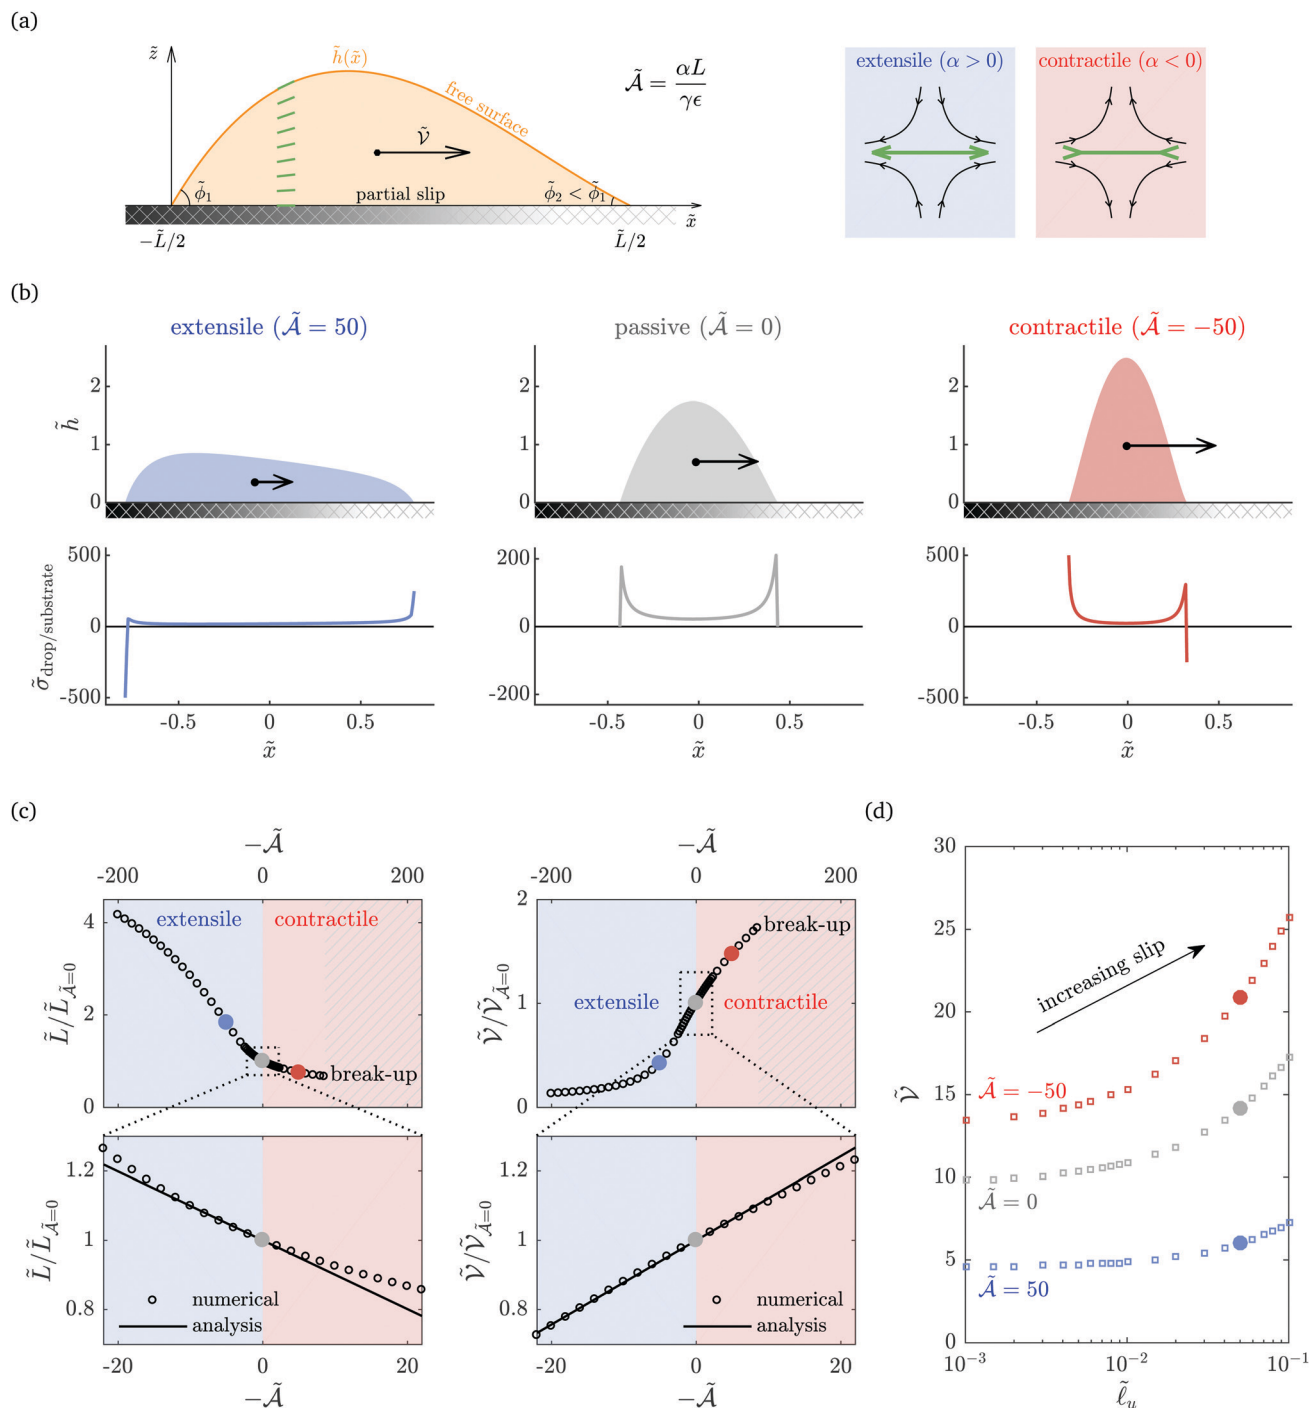 (a)
z̃
h̃(x̃)
free surface
Ṽ
ϕ̃₁
partial slip
ϕ̃₂ < ϕ̃₁
x̃
−L̃/2
L̃/2
Ã = αL/γϵ
extensile (α > 0)
contractile (α < 0)
(b)
extensile (Ã = 50)
passive (Ã = 0)
contractile (Ã = −50)
h̃
2
1
0
2
1
0
2
1
0
σ̃drop/substrate
500
0
-500
-0.5
0
0.5
x̃
200
0
-200
-0.5
0
0.5
x̃
500
0
-500
-0.5
0
0.5
x̃
(c)
−Ã
-200
0
200
extensile
contractile
break-up
L̃/L̃Ã=0
4
2
0
−Ã
-200
0
200
extensile
contractile
break-up
Ṽ/ṼÃ=0
2
1
0
L̃/L̃Ã=0
1.2
1
0.8
numerical
analysis
-20
0
20
−Ã
Ṽ/ṼÃ=0
1.2
1
0.8
numerical
analysis
-20
0
20
−Ã
(d)
30
25
20
15
10
5
0
Ṽ
increasing slip
Ã = −50
Ã = 0
Ã = 50
10⁻³
10⁻²
10⁻¹
ℓ̃ᵤ